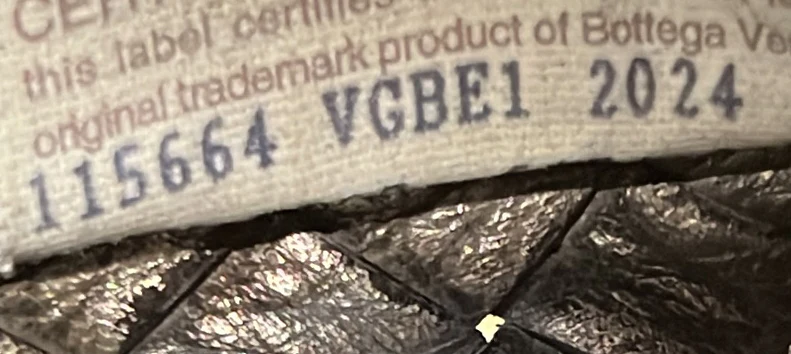 this label certifies
original trademark product of Bottega
115664 VGBE1 2024